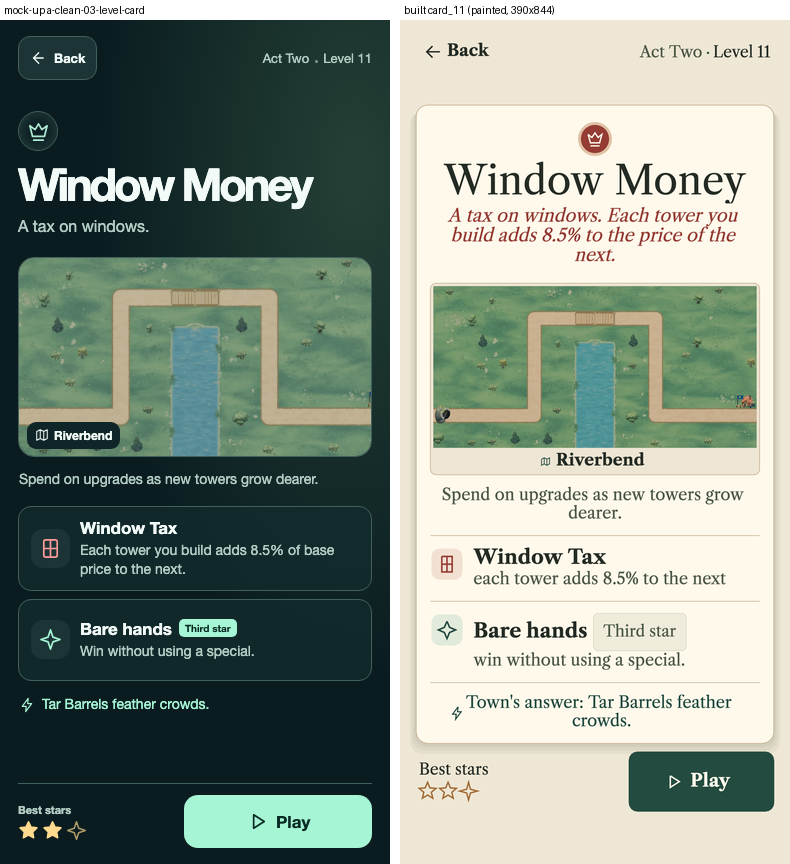 mock-up a-clean-03-level-card
Back
Act Two · Level 11
Window Money
A tax on windows.
Riverbend
Spend on upgrades as new towers grow dearer.
Window Tax
Each tower you build adds 8.5% of base
price to the next.
Bare hands Third star
Win without using a special.
Tar Barrels feather crowds.
Best stars
Play
built card_11 (painted, 390x844)
Back
Act Two · Level 11
Window Money
A tax on windows. Each tower you
build adds 8.5% to the price of the
next.
Riverbend
Spend on upgrades as new towers grow
dearer.
Window Tax
each tower adds 8.5% to the next
Bare hands Third star
win without using a special.
Town's answer: Tar Barrels feather
crowds.
Best stars
Play